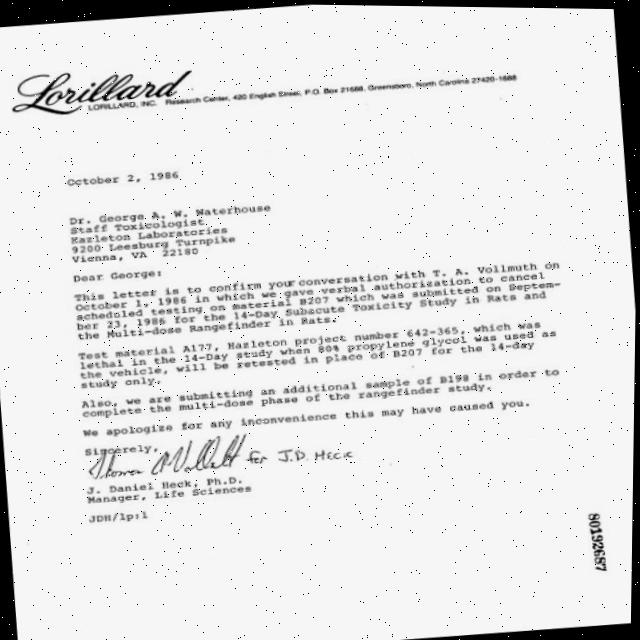 Lorillard
LORILLARD, INC. Research Center, 420 English Street, P.O. Box 21688, Greensboro, North Carolina 27420-1688
October 2, 1986
Dr. George A. W. Waterhouse
Staff Toxicologist
Hazleton Laboratories
9200 Leesburg Turnpike
Vienna, VA 22180
Dear George:
This letter is to confirm your conversation with T. A. Vollmuth on
October 1, 1986 in which we gave verbal authorization to cancel
scheduled testing on material B207 which was submitted on Septem-
ber 23, 1986 for the 14-Day Subacute Toxicity Study in Rats and
the Multi-dose Rangefinder in Rats.
Test material A177, Hazleton project number 642-365, which was
lethal in the 14-Day study when 80% propylene glycol was used as
the vehicle, will be retested in place of B207 for the 14-day
study only.
Also, we are submitting an additional sample of B198 in order to
complete the multi-dose phase of the rangefinder study.
We apologize for any inconvenience this may have caused you.
Sincerely,
Thomas A Vollmuth for J.D. Heck
J. Daniel Heck, Ph.D.
Manager, Life Sciences
JDH/lp:l
80192687